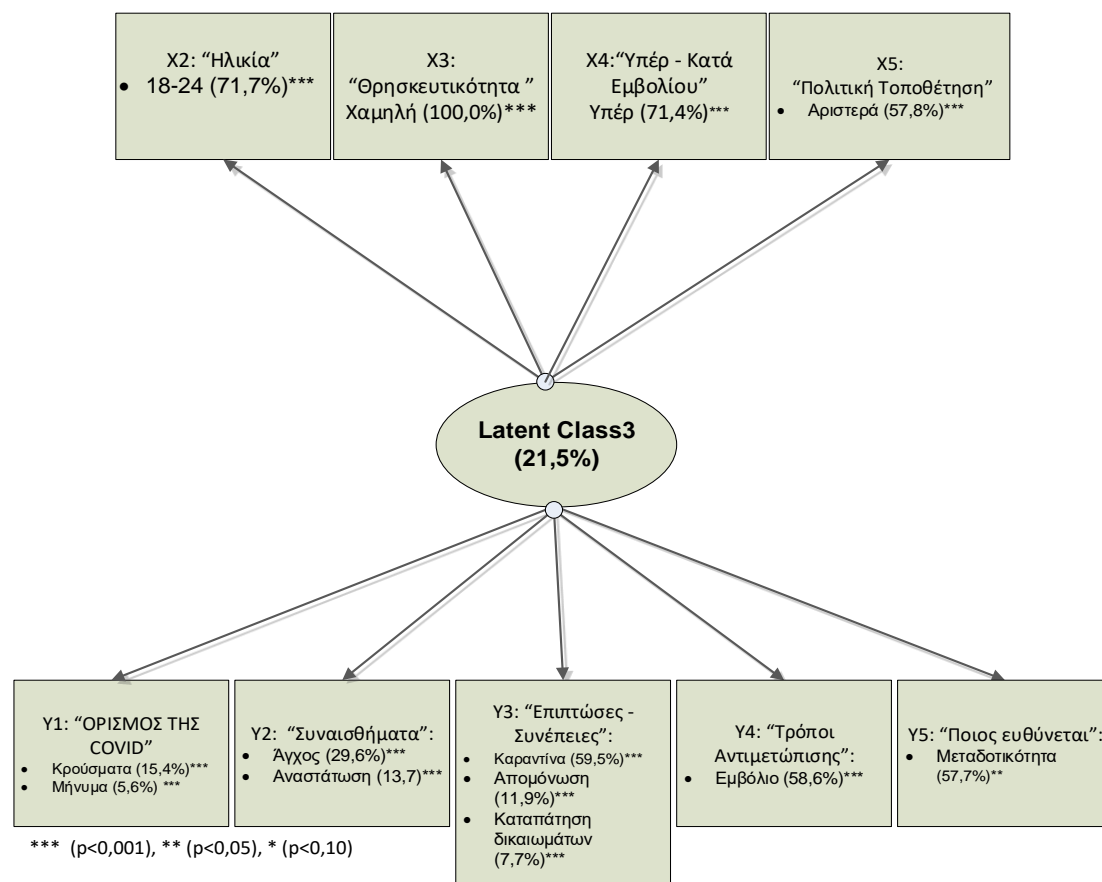 X2: “Ηλικία”
• 18-24 (71,7%)***
X3:
“Θρησκευτικότητα ”
Χαμηλή (100,0%)***
X4:“Υπέρ - Κατά
Εμβολίου”
Υπέρ (71,4%)***
X5:
“Πολιτική Τοποθέτηση”
• Αριστερά (57,8%)***
Latent Class3
(21,5%)
Y1: “ΟΡΙΣΜΟΣ ΤΗΣ
COVID”
• Κρούσματα (15,4%)***
• Μήνυμα (5,6%) ***
Y2: “Συναισθήματα”:
• Άγχος (29,6%)***
• Αναστάτωση (13,7)***
Y3: “Επιπτώσες -
Συνέπειες”:
• Καραντίνα (59,5%)***
• Απομόνωση
(11,9%)***
• Καταπάτηση
δικαιωμάτων
(7,7%)***
Y4: “Τρόποι
Αντιμετώπισης”:
• Εμβόλιο (58,6%)***
Y5: “Ποιος ευθύνεται”:
• Μεταδοτικότητα
(57,7%)**
*** (p<0,001), ** (p<0,05), * (p<0,10)